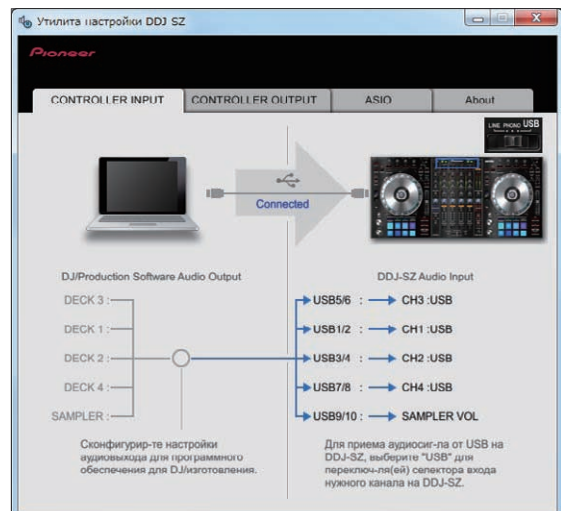 Утилита настройки DDJ SZ
Pioneer
CONTROLLER INPUT CONTROLLER OUTPUT ASIO About
LINE PHONO USB
Connected
DJ/Production Software Audio Output DDJ-SZ Audio Input
DECK 3 : USB5/6 : CH3 :USB
DECK 1 : USB1/2 : CH1 :USB
DECK 2 : USB3/4 : CH2 :USB
DECK 4 : USB7/8 : CH4 :USB
SAMPLER : USB9/10 : SAMPLER VOL
Сконфигурир-те настройки
аудиовыхода для программного
обеспечения для DJ/изготовления.
Для приема аудиосиг-ла от USB на
DDJ-SZ, выберите "USB" для
переключ-ля(ей) селектора входа
нужного канала на DDJ-SZ.